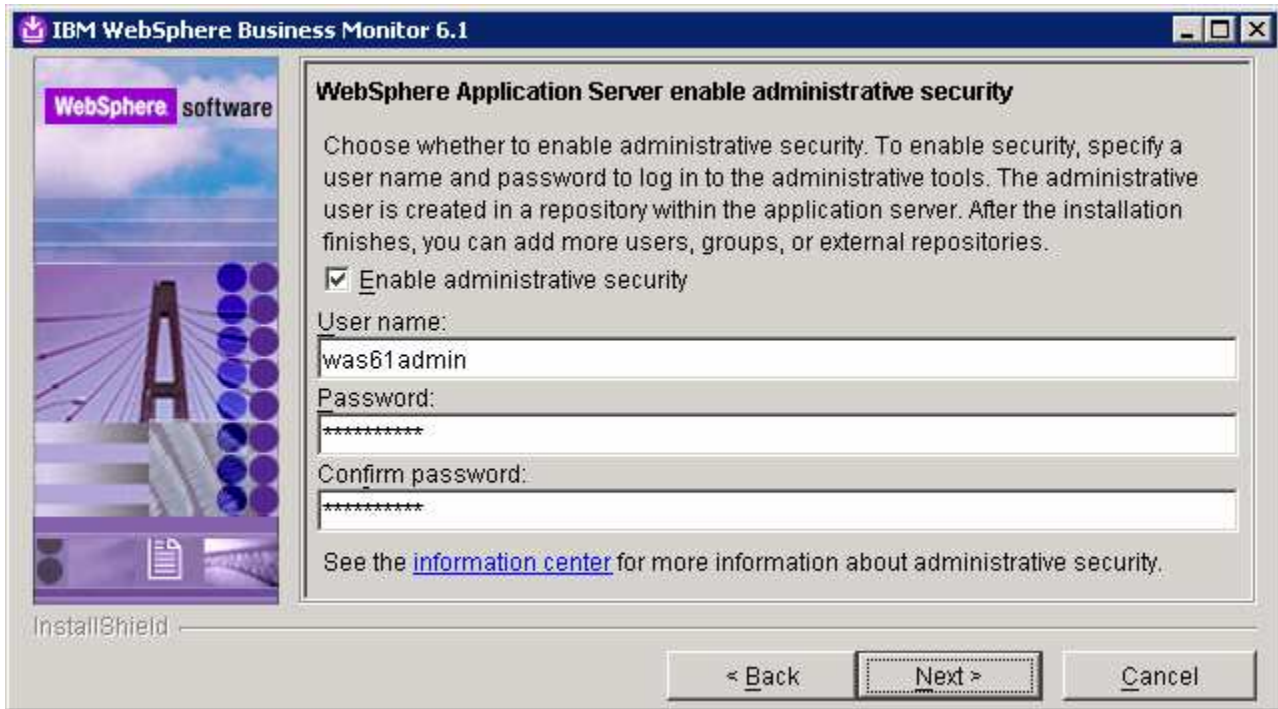 IBM WebSphere Business Monitor 6.1
WebSphere software
WebSphere Application Server enable administrative security
Choose whether to enable administrative security. To enable security, specify a
user name and password to log in to the administrative tools. The administrative
user is created in a repository within the application server. After the installation
finishes, you can add more users, groups, or external repositories.
Enable administrative security
User name:
was61admin
Password:
**********
Confirm password:
**********
See the information center for more information about administrative security.
InstallShield
< Back Next > Cancel